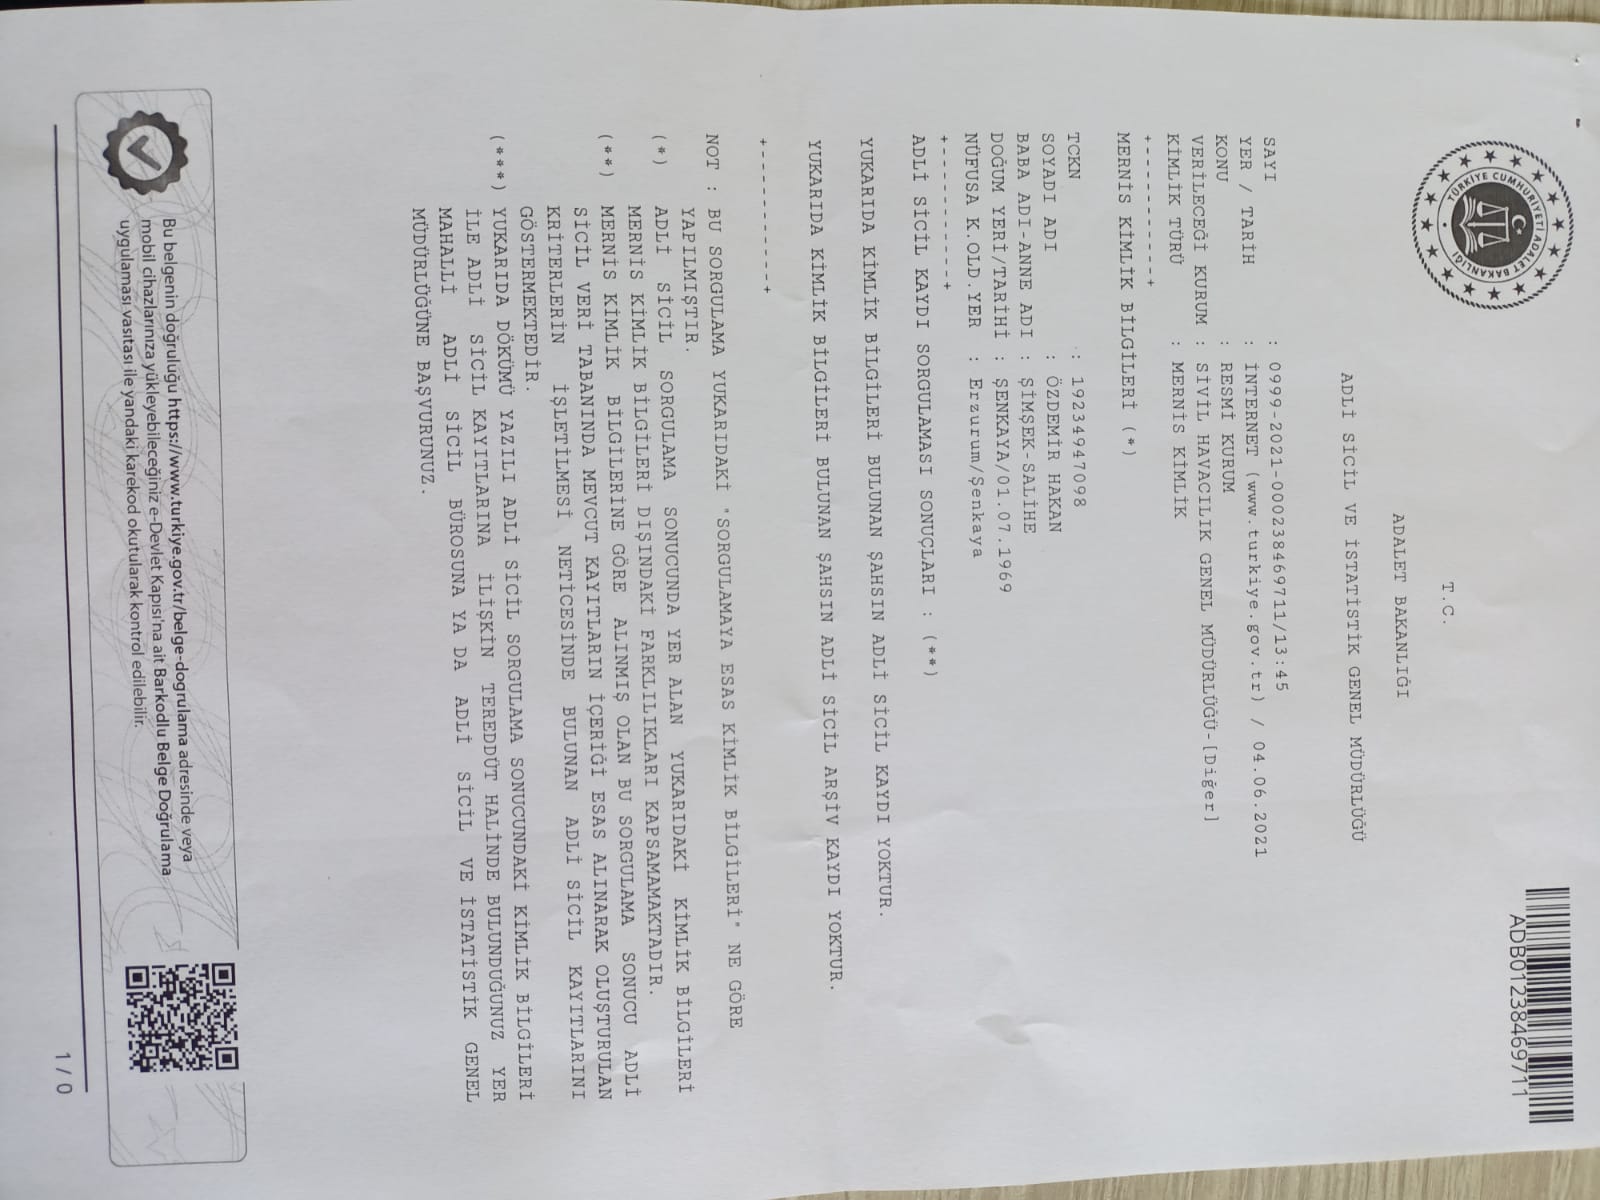 TÜRKİYE CUMHURİYETİ ADALET BAKANLIĞI
ADB01238469711
T.C.
ADALET BAKANLIĞI
ADLİ SİCİL VE İSTATİSTİK GENEL MÜDÜRLÜĞÜ
SAYI : 0999-2021-000238469711/13:45
YER / TARİH : İNTERNET (www.turkiye.gov.tr) / 04.06.2021
KONU : RESMİ KURUM
VERİLECEĞİ KURUM : SİVİL HAVACILIK GENEL MÜDÜRLÜĞÜ-[Diğer]
KİMLİK TÜRÜ : MERNİS KİMLİK
+---------+
MERNİS KİMLİK BİLGİLERİ (*)
TCKN : 19234947098
SOYADI ADI : ÖZDEMİR HAKAN
BABA ADI-ANNE ADI : ŞİMŞEK-SALİHE
DOĞUM YERİ/TARİHİ : ŞENKAYA/01.07.1969
NÜFUSA K.OLD.YER : Erzurum/Şenkaya
+---------+
ADLİ SİCİL KAYDI SORGULAMASI SONUÇLARI : (**)
YUKARIDA KİMLİK BİLGİLERİ BULUNAN ŞAHSIN ADLİ SİCİL KAYDI YOKTUR.
YUKARIDA KİMLİK BİLGİLERİ BULUNAN ŞAHSIN ADLİ SİCİL ARŞİV KAYDI YOKTUR.
+---------+
NOT : BU SORGULAMA YUKARIDAKİ "SORGULAMAYA ESAS KİMLİK BİLGİLERİ" NE GÖRE
YAPILMIŞTIR.
(*) ADLİ SİCİL SORGULAMA SONUCUNDA YER ALAN YUKARIDAKİ KİMLİK BİLGİLERİ
MERNİS KİMLİK BİLGİLERİ DIŞINDAKİ FARKLILIKLARI KAPSAMAMAKTADIR.
(**) MERNİS KİMLİK BİLGİLERİNE GÖRE ALINMIŞ OLAN BU SORGULAMA SONUCU ADLİ
SİCİL VERİ TABANINDA MEVCUT KAYITLARIN İÇERİĞİ ESAS ALINARAK OLUŞTURULAN
KRİTERLERİN İŞLETİLMESİ NETİCESİNDE BULUNAN ADLİ SİCİL KAYITLARINI
GÖSTERMEKTEDİR.
(***) YUKARIDA DÖKÜMÜ YAZILI ADLİ SİCİL SORGULAMA SONUCUNDAKİ KİMLİK BİLGİLERİ
İLE ADLİ SİCİL KAYITLARINA İLİŞKİN TEREDDÜT HALİNDE BULUNDUĞUNUZ YER
MAHALLİ ADLİ SİCİL BÜROSUNA YA DA ADLİ SİCİL VE İSTATİSTİK GENEL
MÜDÜRLÜĞÜNE BAŞVURUNUZ.
Bu belgenin doğruluğu https://www.turkiye.gov.tr/belge-dogrulama adresinde veya
mobil cihazlarınıza yükleyebileceğiniz e-Devlet Kapısı'na ait Barkodlu Belge Doğrulama
uygulaması vasıtası ile yandaki karekod okutularak kontrol edilebilir.
1 / 0